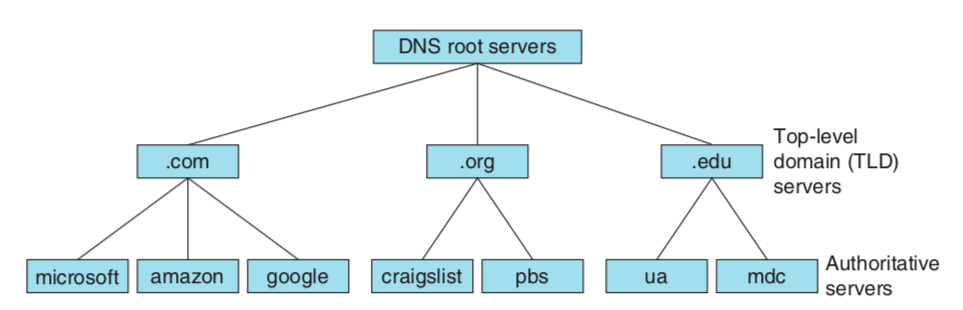 DNS root servers
.com
.org
.edu
Top-level
domain (TLD)
servers
microsoft
amazon
google
craigslist
pbs
ua
mdc
Authoritative
servers